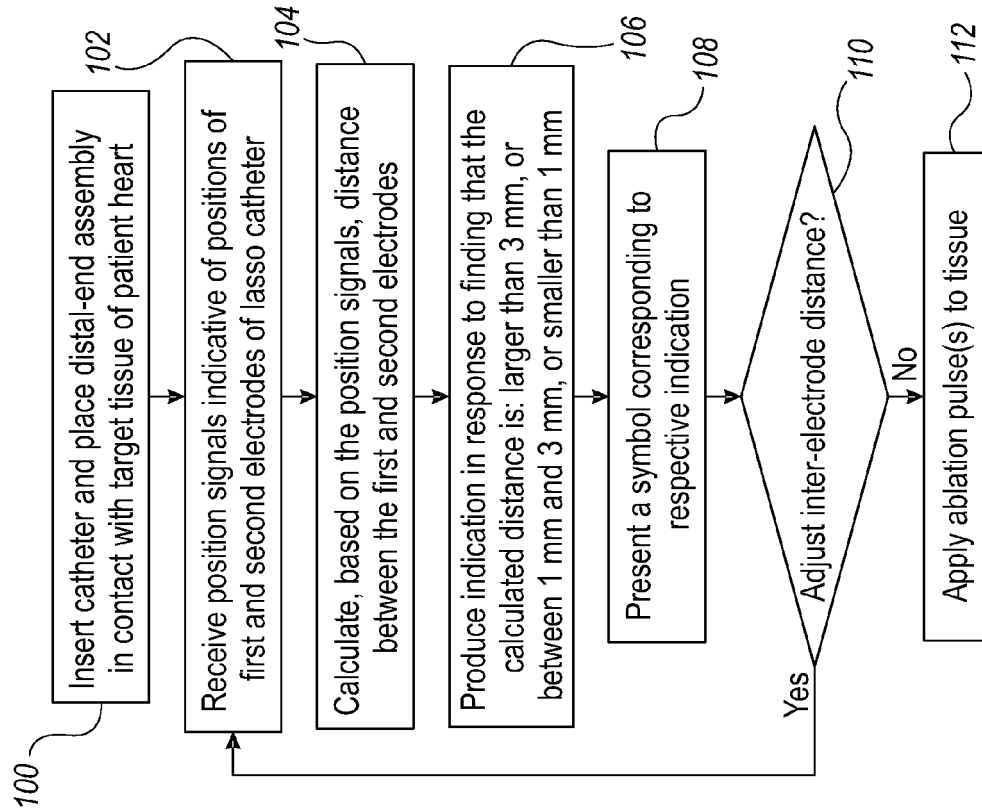 100
Insert catheter and place distal-end assembly
in contact with target tissue of patient heart
102
Receive position signals indicative of positions of
first and second electrodes of lasso catheter
104
Calculate, based on the position signals, distance
between the first and second electrodes
106
Produce indication in response to finding that the
calculated distance is: larger than 3 mm, or
between 1 mm and 3 mm, or smaller than 1 mm
108
Present a symbol corresponding to
respective indication
110
Adjust inter-electrode distance?
Yes
No
112
Apply ablation pulse(s) to tissue